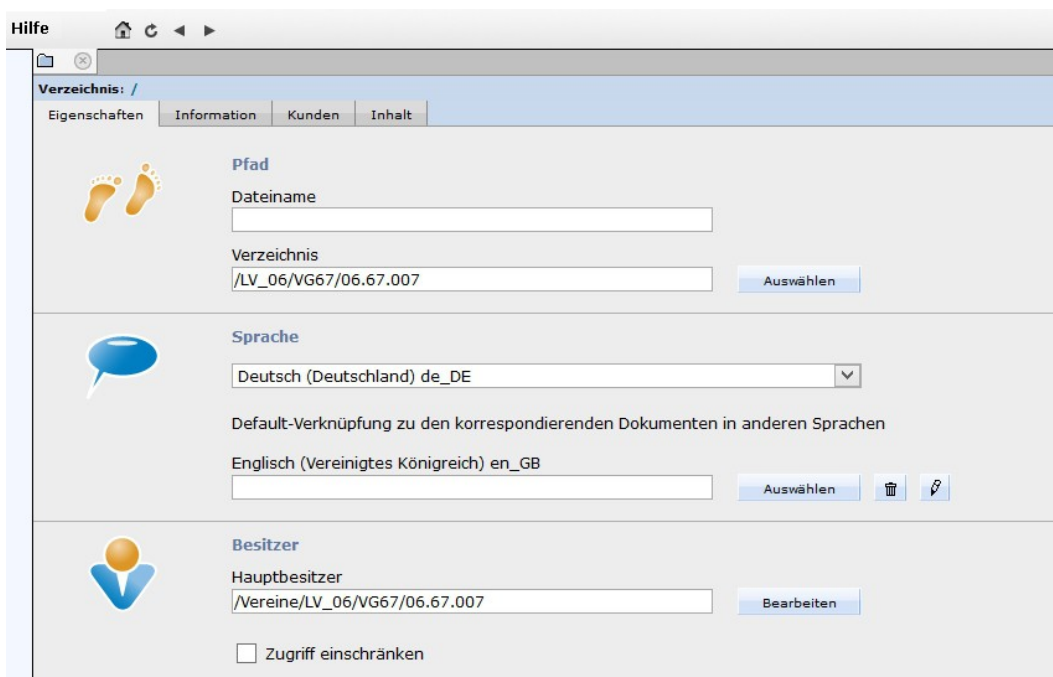 Hilfe
Verzeichnis: /
Eigenschaften Information Kunden Inhalt
Pfad
Dateiname
Verzeichnis
/LV_06/VG67/06.67.007 Auswählen
Sprache
Deutsch (Deutschland) de_DE
Default-Verknüpfung zu den korrespondierenden Dokumenten in anderen Sprachen
Englisch (Vereinigtes Königreich) en_GB
Auswählen
Besitzer
Hauptbesitzer
/Vereine/LV_06/VG67/06.67.007 Bearbeiten
Zugriff einschränken